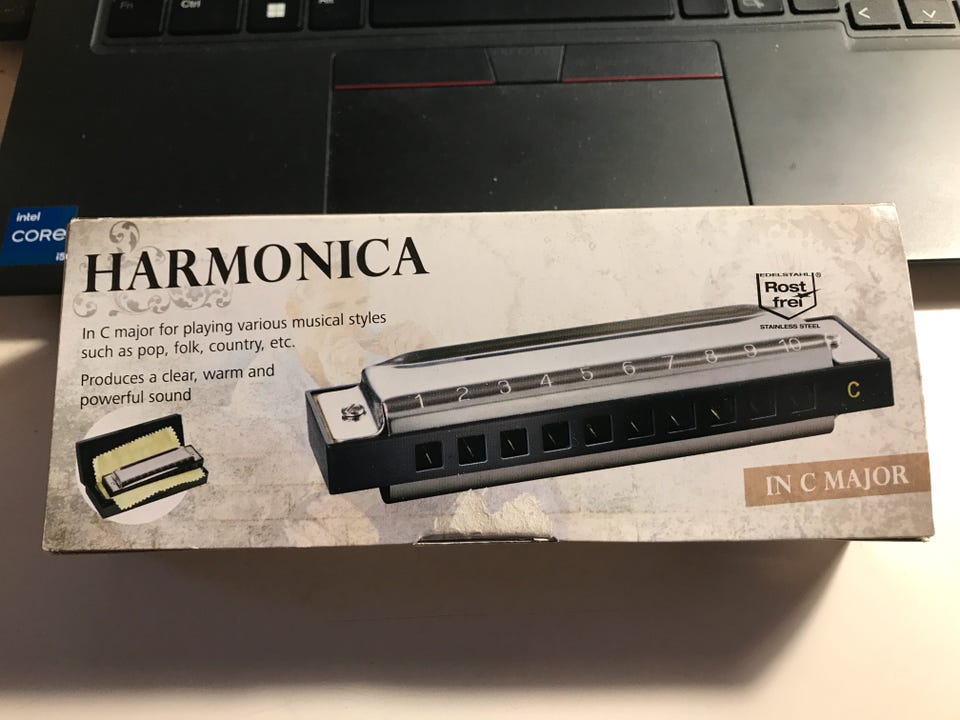 Fn
Ctrl
intel
CORE
HARMONICA
In C major for playing various musical styles
such as pop, folk, country, etc.
Produces a clear, warm and
powerful sound
EDELSTAHL ®
Rost
frei
STAINLESS STEEL
1 2 3 4 5 6 7 8 9 10
C
IN C MAJOR